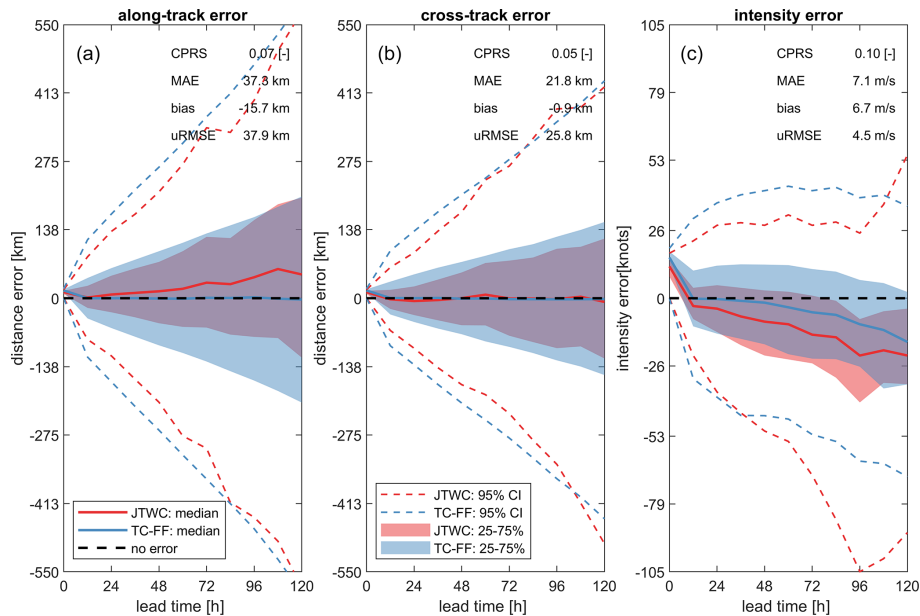 along-track error
cross-track error
intensity error
(a)
CPRS 0.07 [-]
MAE 37.3 km
bias -15.7 km
uRMSE 37.9 km
(b)
CPRS 0.05 [-]
MAE 21.8 km
bias -0.9 km
uRMSE 25.8 km
(c)
CPRS 0.10 [-]
MAE 7.1 m/s
bias 6.7 m/s
uRMSE 4.5 m/s
distance error [km]
550
413
275
138
0
-138
-275
-413
-550
distance error [km]
550
413
275
138
0
-138
-275
-413
-550
intensity error[knots]
105
79
53
26
0
-26
-53
-79
-105
JTWC: median
TC-FF: median
no error
JTWC: 95% CI
TC-FF: 95% CI
JTWC: 25-75%
TC-FF: 25-75%
0 24 48 72 96 120
lead time [h]
0 24 48 72 96 120
lead time [h]
0 24 48 72 96 120
lead time [h]